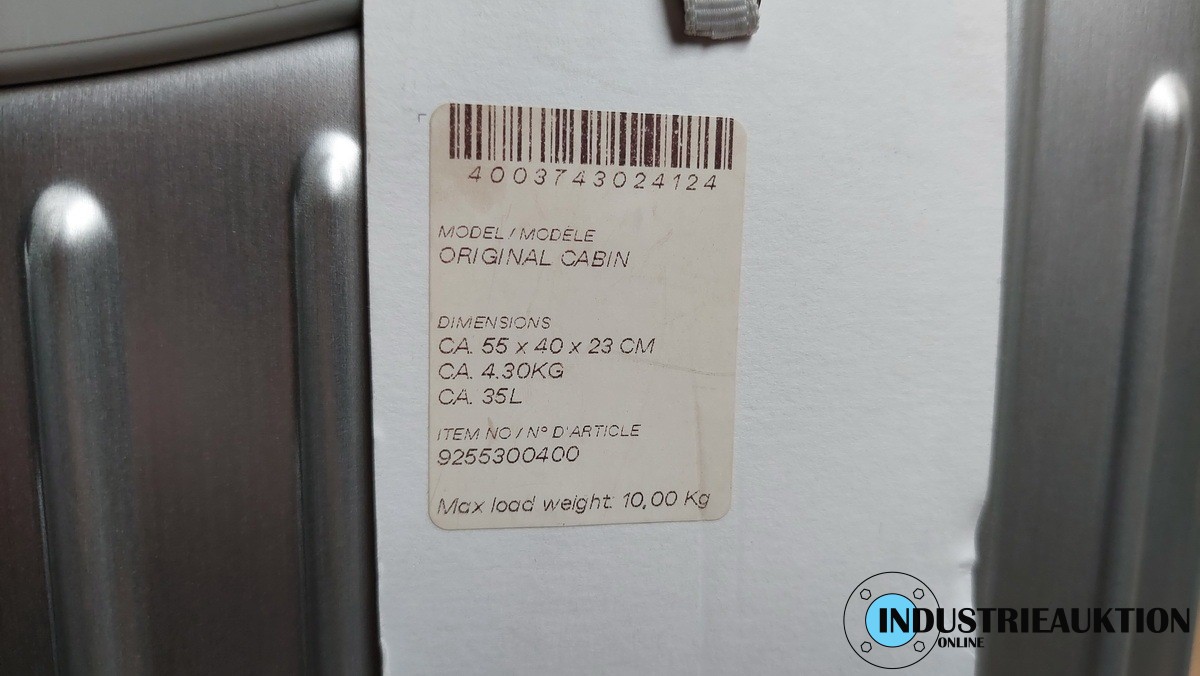 4003743024124
MODEL / MODÈLE
ORIGINAL CABIN
DIMENSIONS
CA. 55 x 40 x 23 CM
CA. 4.30KG
CA. 35L
ITEM NO / N° D'ARTICLE
9255300400
Max load weight: 10,00 Kg
INDUSTRIEAUKTION
ONLINE